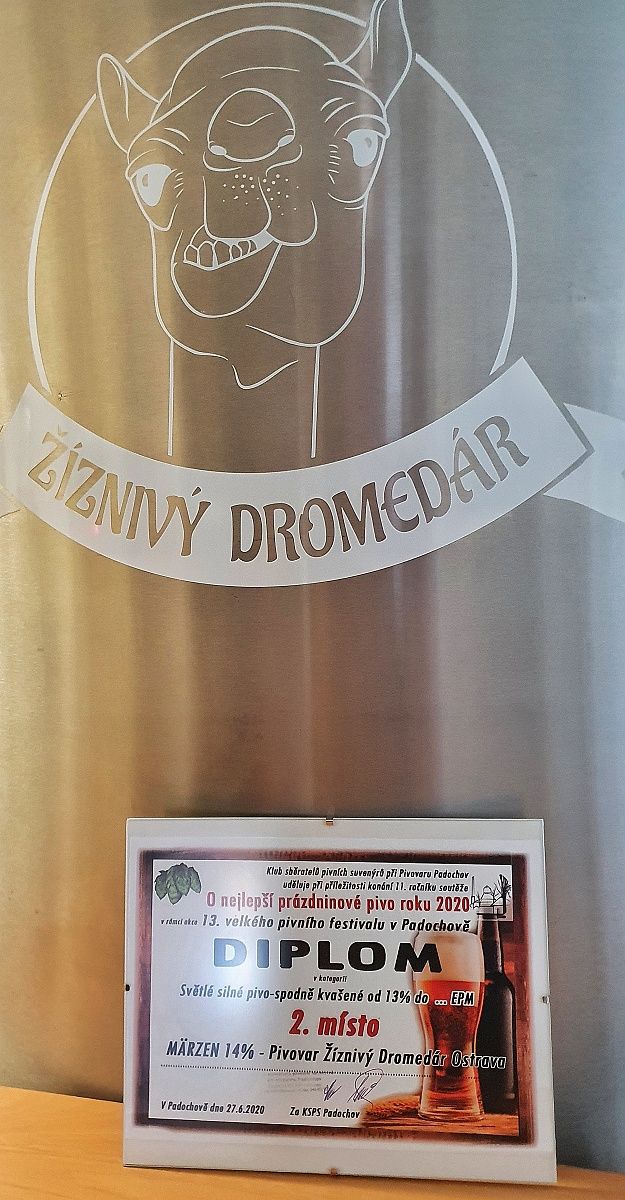 ŽÍZNIVÝ DROMEDÁR
Klub sběratelů pivních suvenýrů při Pivovaru Padochov
uděluje při příležitosti konání 11. ročníku soutěže
O nejlepší prázdninové pivo roku 2020
v rámci akce 13. velkého pivního festivalu v Padochově
DIPLOM
v kategorii
Světlé silné pivo-spodně kvašené od 13% do ... EPM
2. místo
MÄRZEN 14% - Pivovar Žíznivý Dromedár Ostrava
V Padochově dne 27.6.2020 Za KSPS Padochov